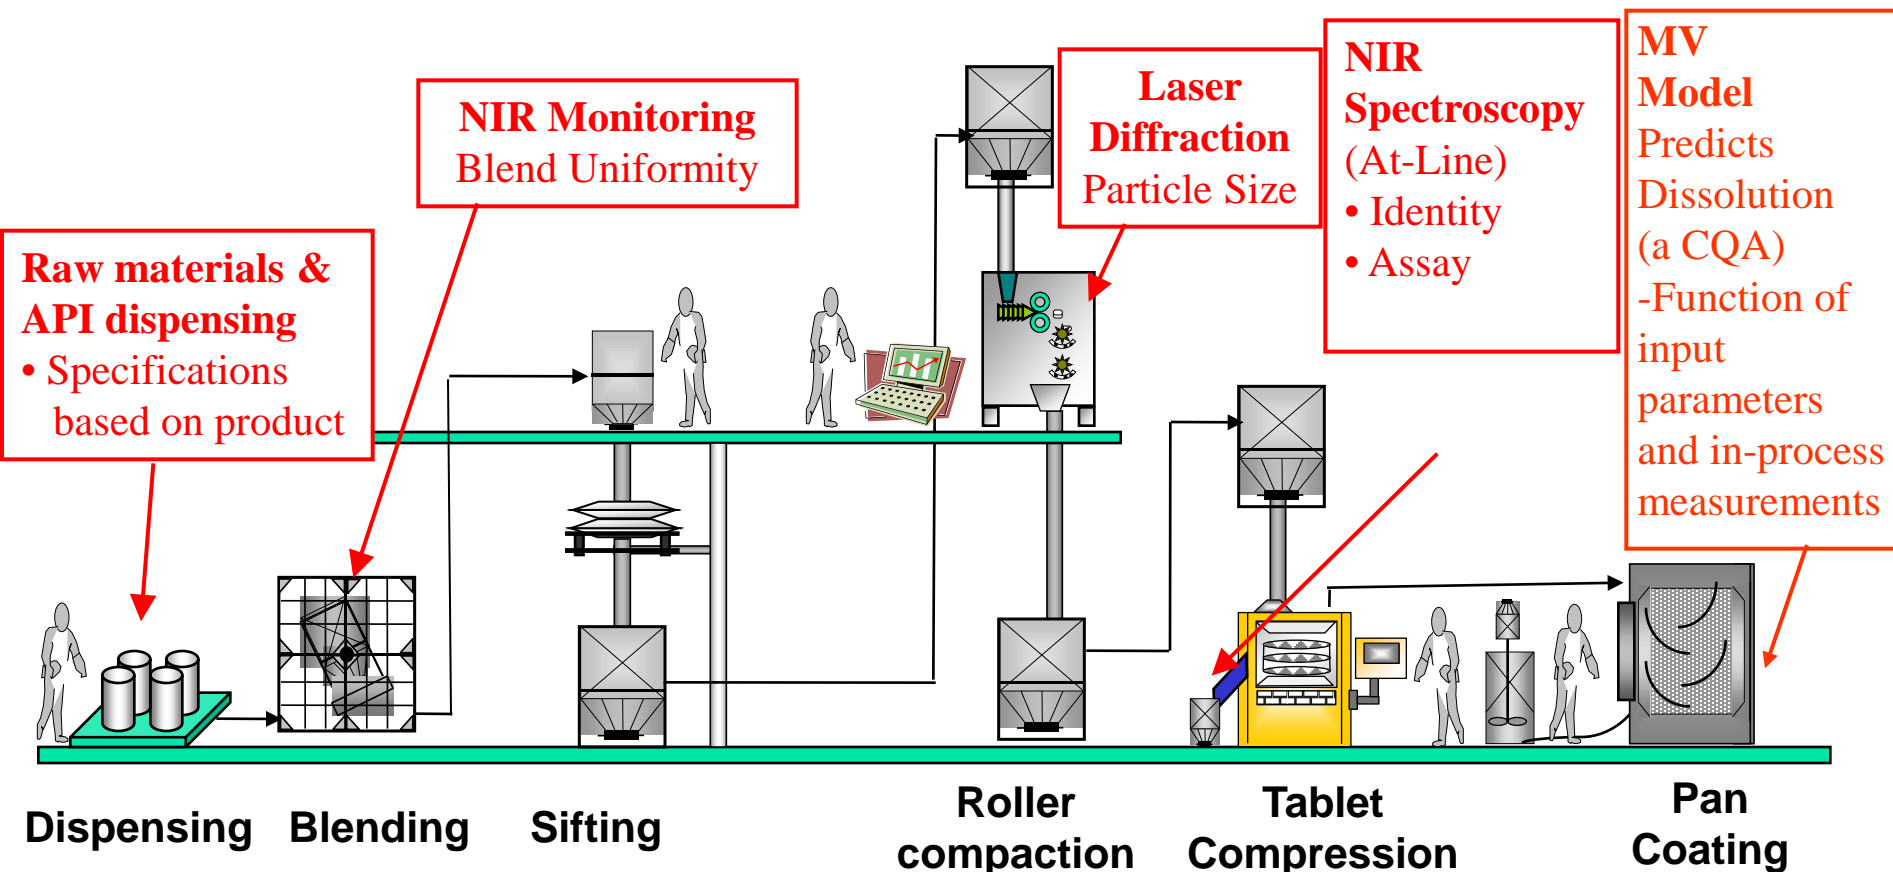 Raw materials &
API dispensing
• Specifications
based on product
NIR Monitoring
Blend Uniformity
Laser
Diffraction
Particle Size
NIR
Spectroscopy
(At-Line)
• Identity
• Assay
MV
Model
Predicts
Dissolution
(a CQA)
-Function of
input
parameters
and in-process
measurements
Dispensing
Blending
Sifting
Roller
compaction
Tablet
Compression
Pan
Coating